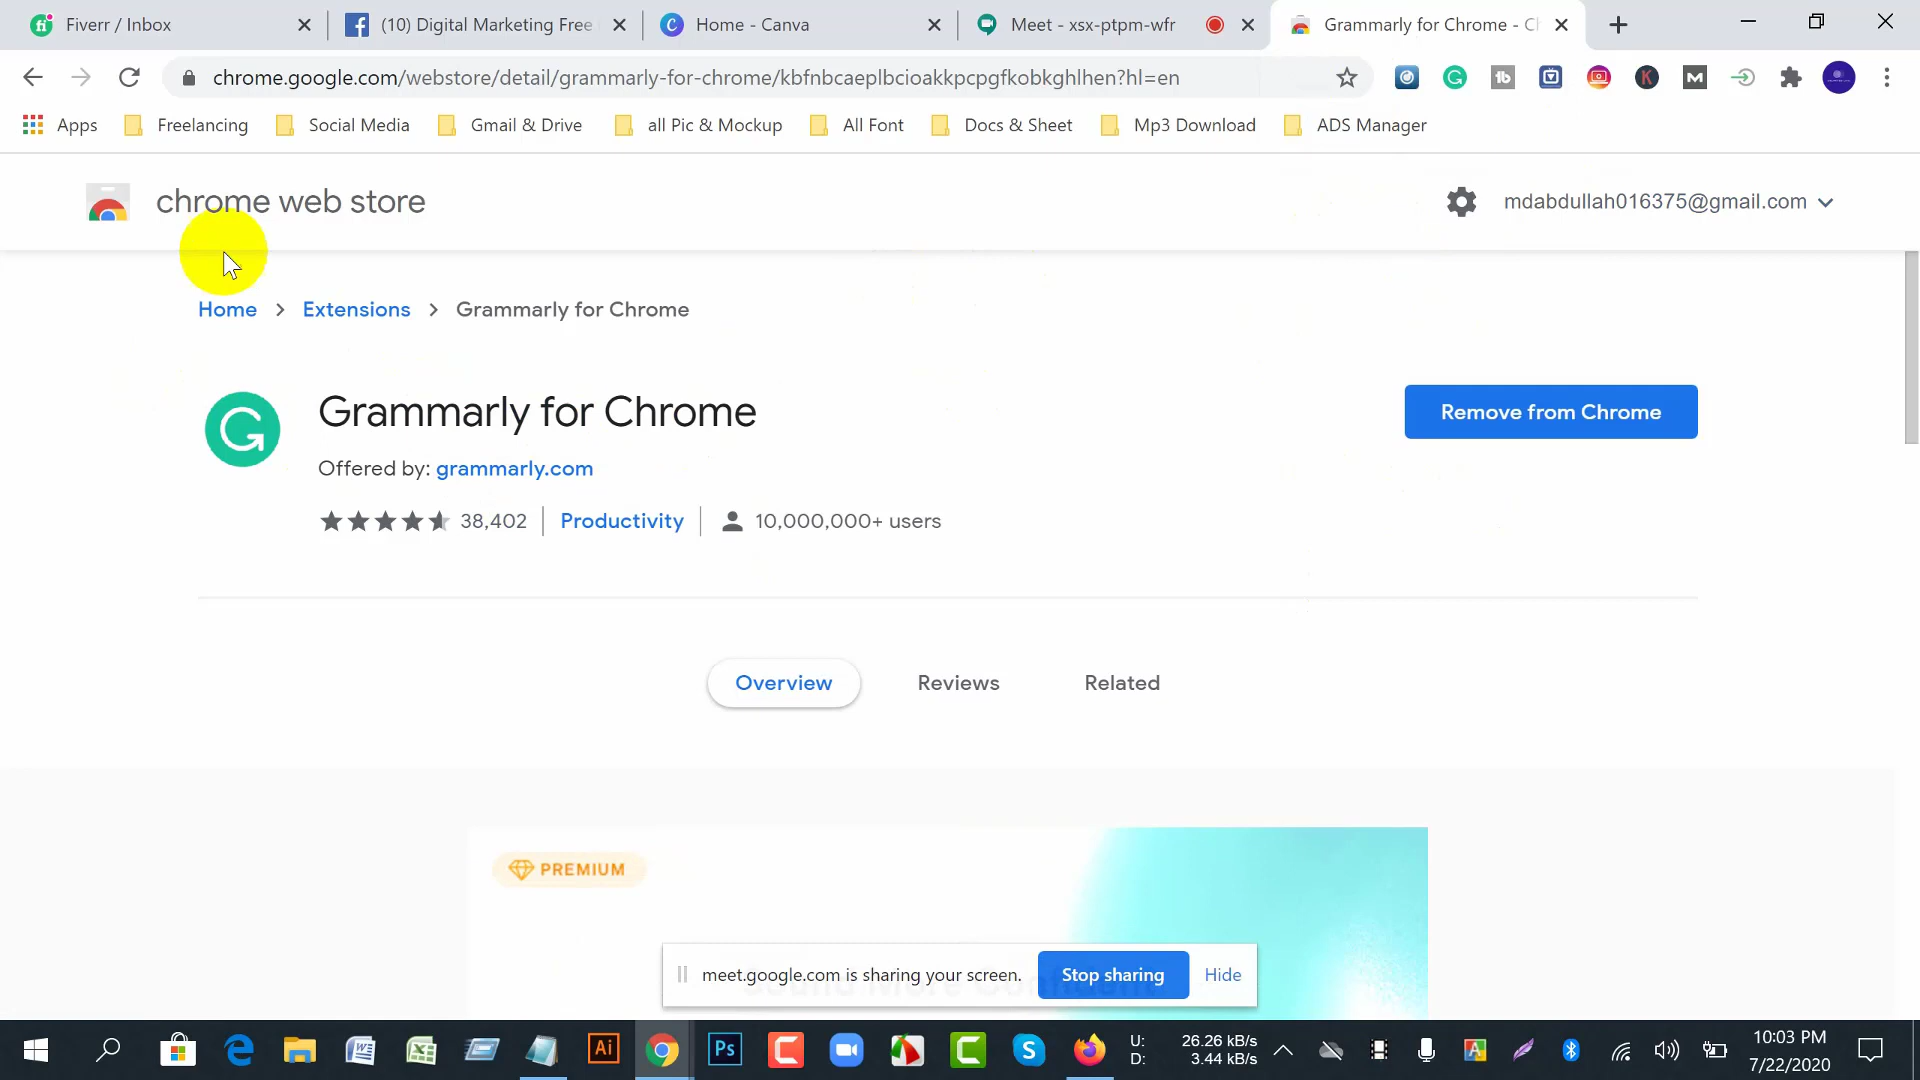 Fiverr / Inbox
(10) Digital Marketing Free
Home - Canva
Meet - xsx-ptpm-wfr
Grammarly for Chrome - Ch
chrome.google.com/webstore/detail/grammarly-for-chrome/kbfnbcaeplbcioakkpcpgfkobkghlhen?hl=en
Apps
Freelancing
Social Media
Gmail & Drive
all Pic & Mockup
All Font
Docs & Sheet
Mp3 Download
ADS Manager
chrome web store
mdabdullah016375@gmail.com
Home > Extensions > Grammarly for Chrome
Grammarly for Chrome
Remove from Chrome
Offered by: grammarly.com
38,402
Productivity
10,000,000+ users
Overview
Reviews
Related
PREMIUM
meet.google.com is sharing your screen.
Stop sharing
Hide
U: 26.26 kB/s
D: 3.44 kB/s
10:03 PM
7/22/2020